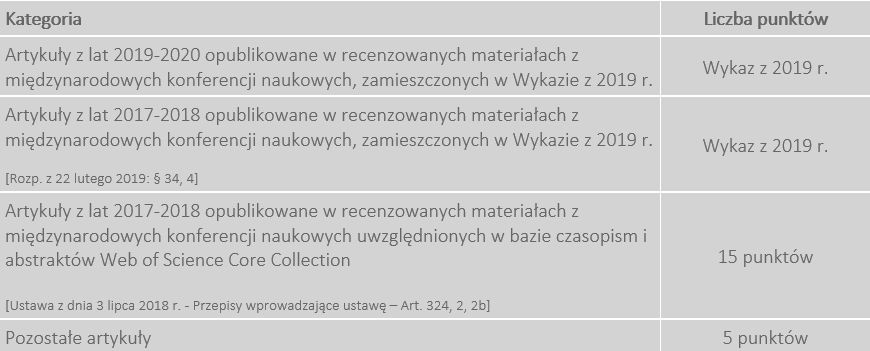 Kategoria
Liczba punktów
Artykuły z lat 2019-2020 opublikowane w recenzowanych materiałach z
międzynarodowych konferencji naukowych, zamieszczonych w Wykazie z 2019 r.
Wykaz z 2019 r.
Artykuły z lat 2017-2018 opublikowane w recenzowanych materiałach z
międzynarodowych konferencji naukowych, zamieszczonych w Wykazie z 2019 r.
[Rozp. z 22 lutego 2019: § 34, 4]
Wykaz z 2019 r.
Artykuły z lat 2017-2018 opublikowane w recenzowanych materiałach z
międzynarodowych konferencji naukowych uwzględnionych w bazie czasopism i
abstraktów Web of Science Core Collection
[Ustawa z dnia 3 lipca 2018 r. - Przepisy wprowadzające ustawę – Art. 324, 2, 2b]
15 punktów
Pozostałe artykuły
5 punktów